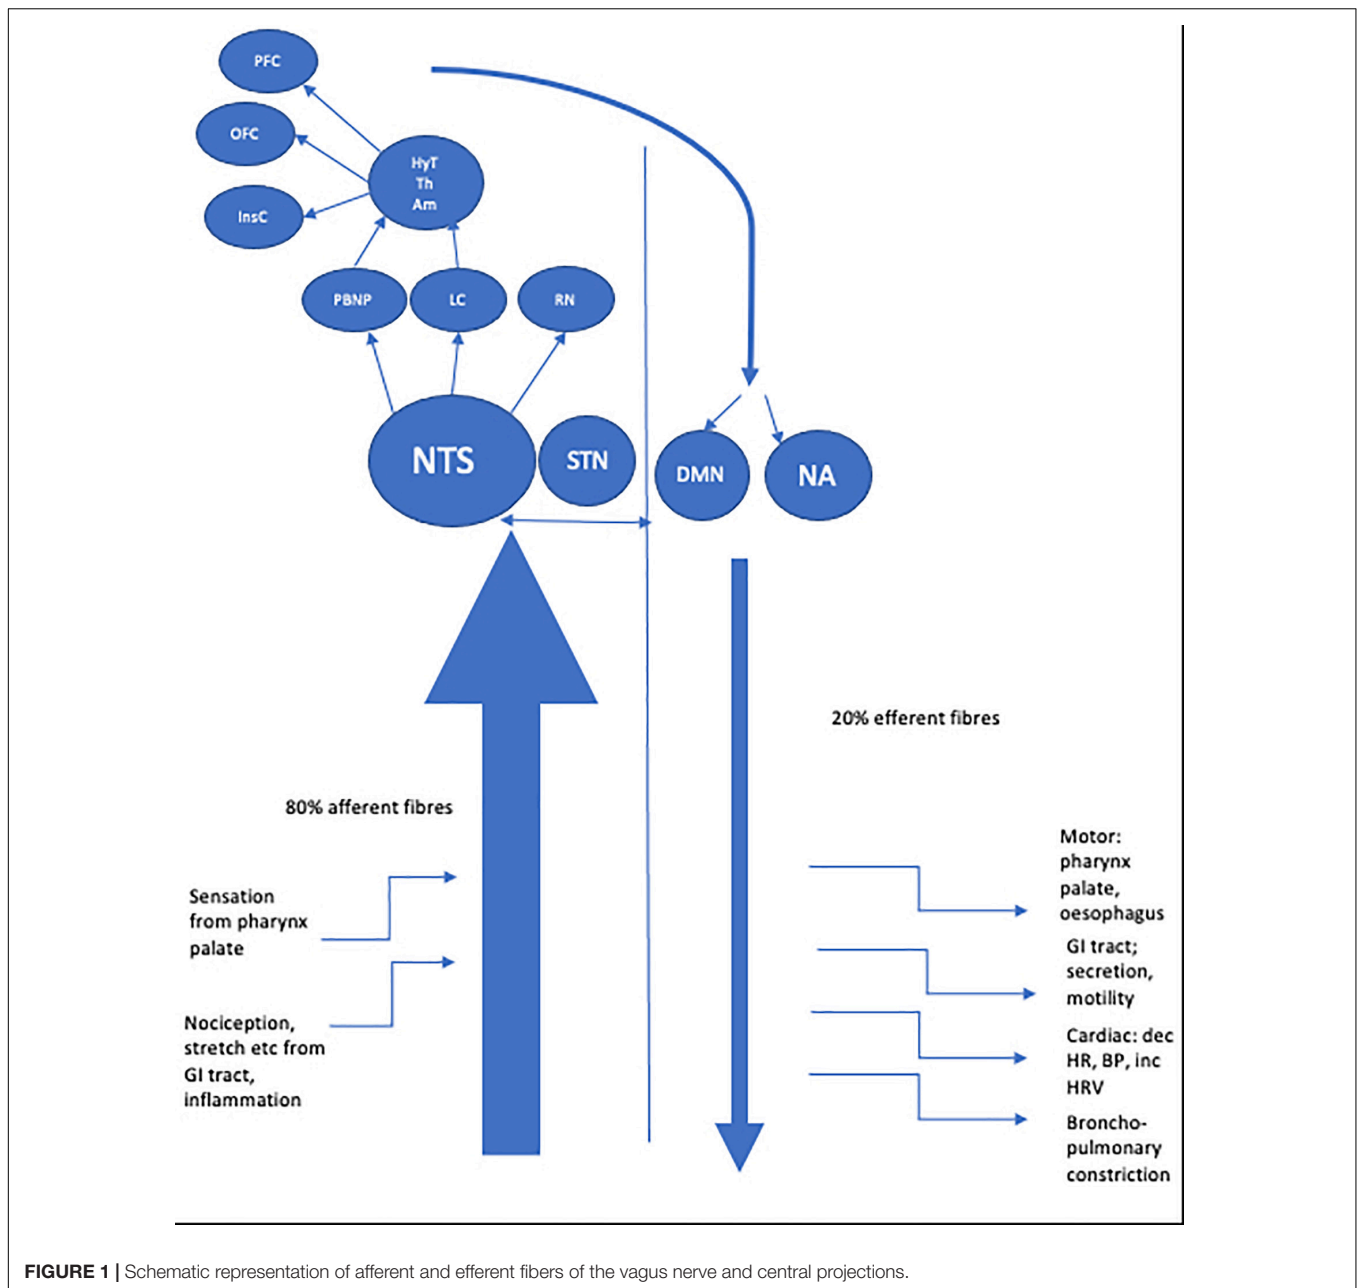 PFC
OFC
HyT
Th
Am
InsC
PBNP
LC
RN
NTS
STN
DMN
NA
20% efferent fibres
80% afferent fibres
Sensation
from pharynx
palate
Nociception,
stretch etc from
GI tract,
inflammation
Motor:
pharynx
palate,
oesophagus
GI tract;
secretion,
motility
Cardiac: dec
HR, BP, inc
HRV
Broncho-
pulmonary
constriction
FIGURE 1 | Schematic representation of afferent and efferent fibers of the vagus nerve and central projections.